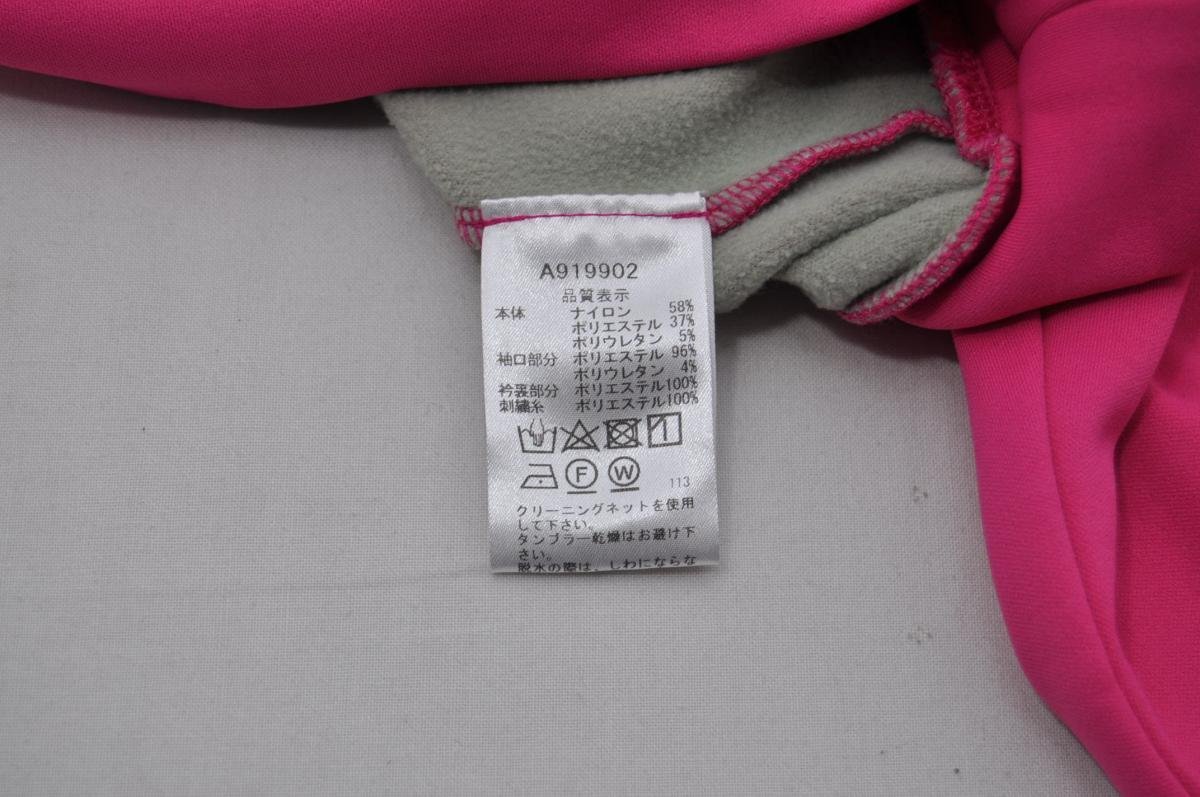 A919902
品質表示
本体 ナイロン 58%
ポリエステル 37%
ポリウレタン 5%
袖口部分 ポリエステル 96%
ポリウレタン 4%
衿裏部分 ポリエステル100%
刺繍糸 ポリエステル100%
F W 113
クリーニングネットを使用
して下さい。
タンブラー乾燥はお避け下
さい。
脱水の際は、しわにならな